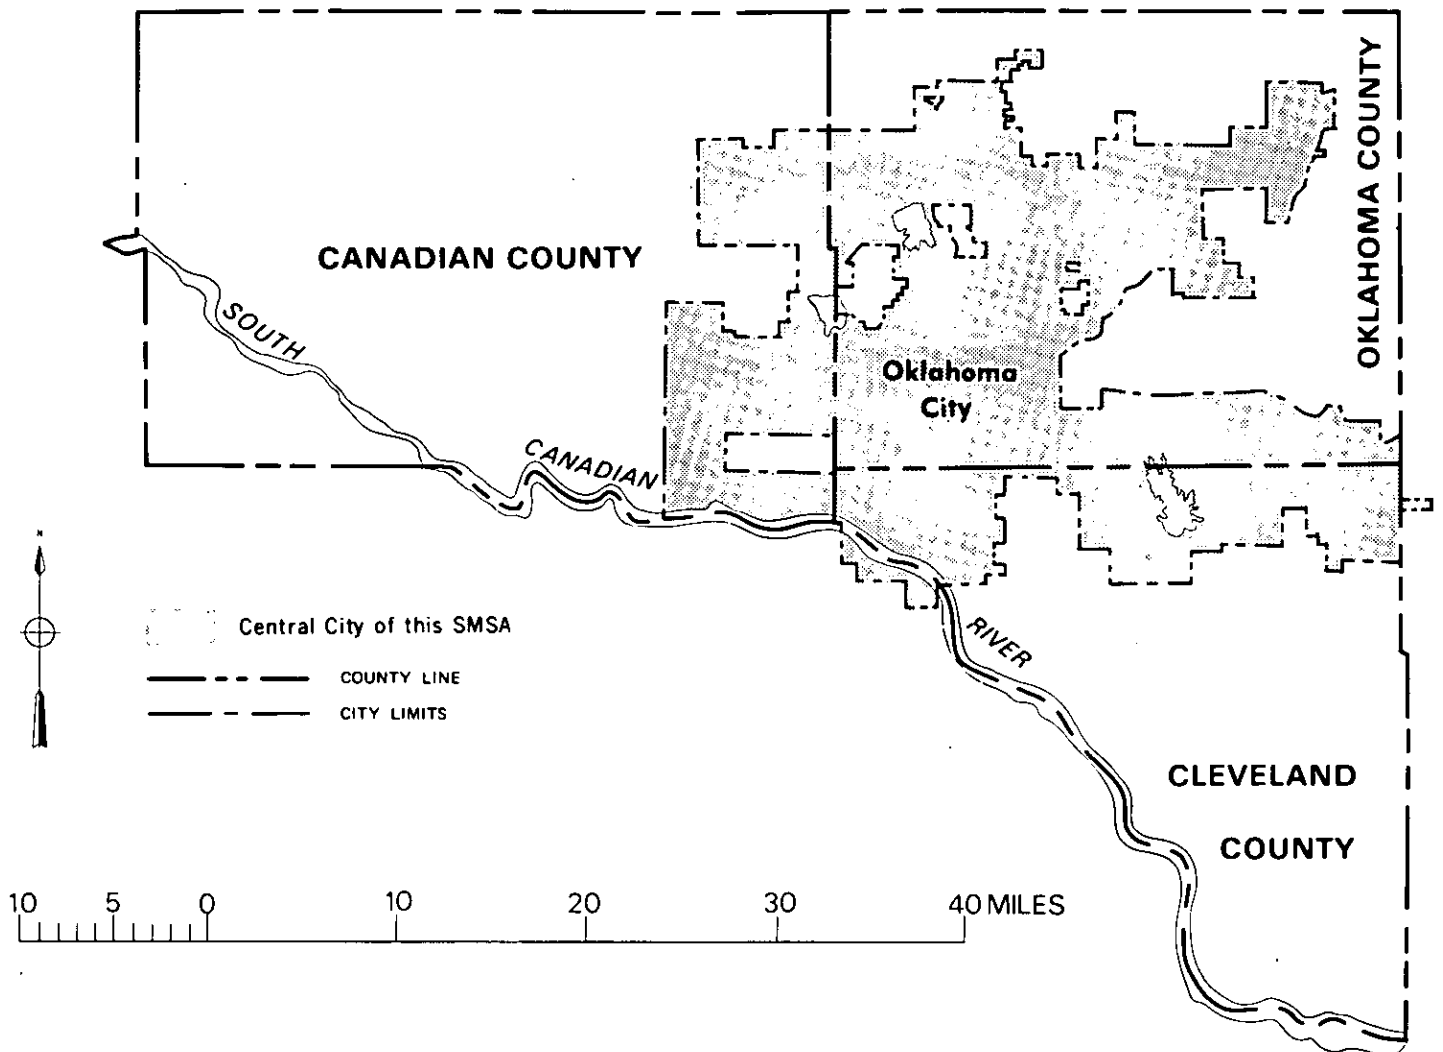 OKLAHOMA COUNTY
CANADIAN COUNTY
SOUTH
Oklahoma
City
CANADIAN
N
Central City of this SMSA
RIVER
COUNTY LINE
CITY LIMITS
CLEVELAND
COUNTY
10 5 0 10 20 30 40 MILES